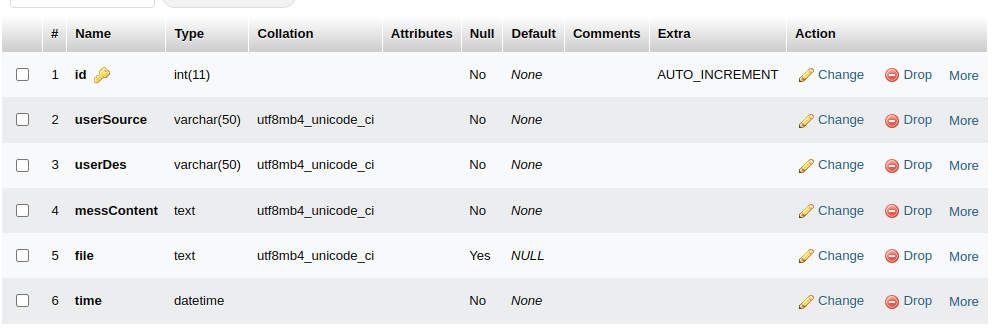 # Name Type Collation Attributes Null Default Comments Extra Action
1 id int(11) No None AUTO_INCREMENT Change Drop More
2 userSource varchar(50) utf8mb4_unicode_ci No None Change Drop More
3 userDes varchar(50) utf8mb4_unicode_ci No None Change Drop More
4 messContent text utf8mb4_unicode_ci No None Change Drop More
5 file text utf8mb4_unicode_ci Yes NULL Change Drop More
6 time datetime No None Change Drop More